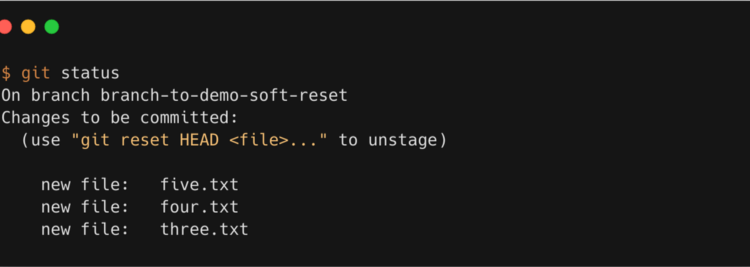 $ git status
On branch branch-to-demo-soft-reset
Changes to be committed:
  (use "git reset HEAD <file>..." to unstage)
    new file:   five.txt
    new file:   four.txt
    new file:   three.txt